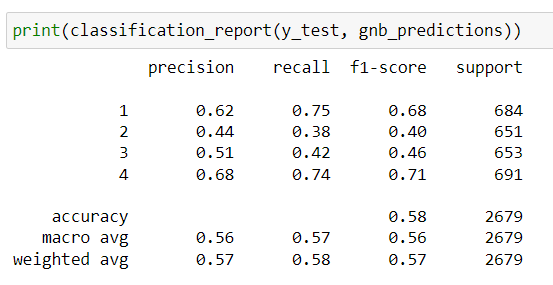 print(classification_report(y_test, gnb_predictions))
precision recall f1-score support
1 0.62 0.75 0.68 684
2 0.44 0.38 0.40 651
3 0.51 0.42 0.46 653
4 0.68 0.74 0.71 691
accuracy 0.58 2679
macro avg 0.56 0.57 0.56 2679
weighted avg 0.57 0.58 0.57 2679